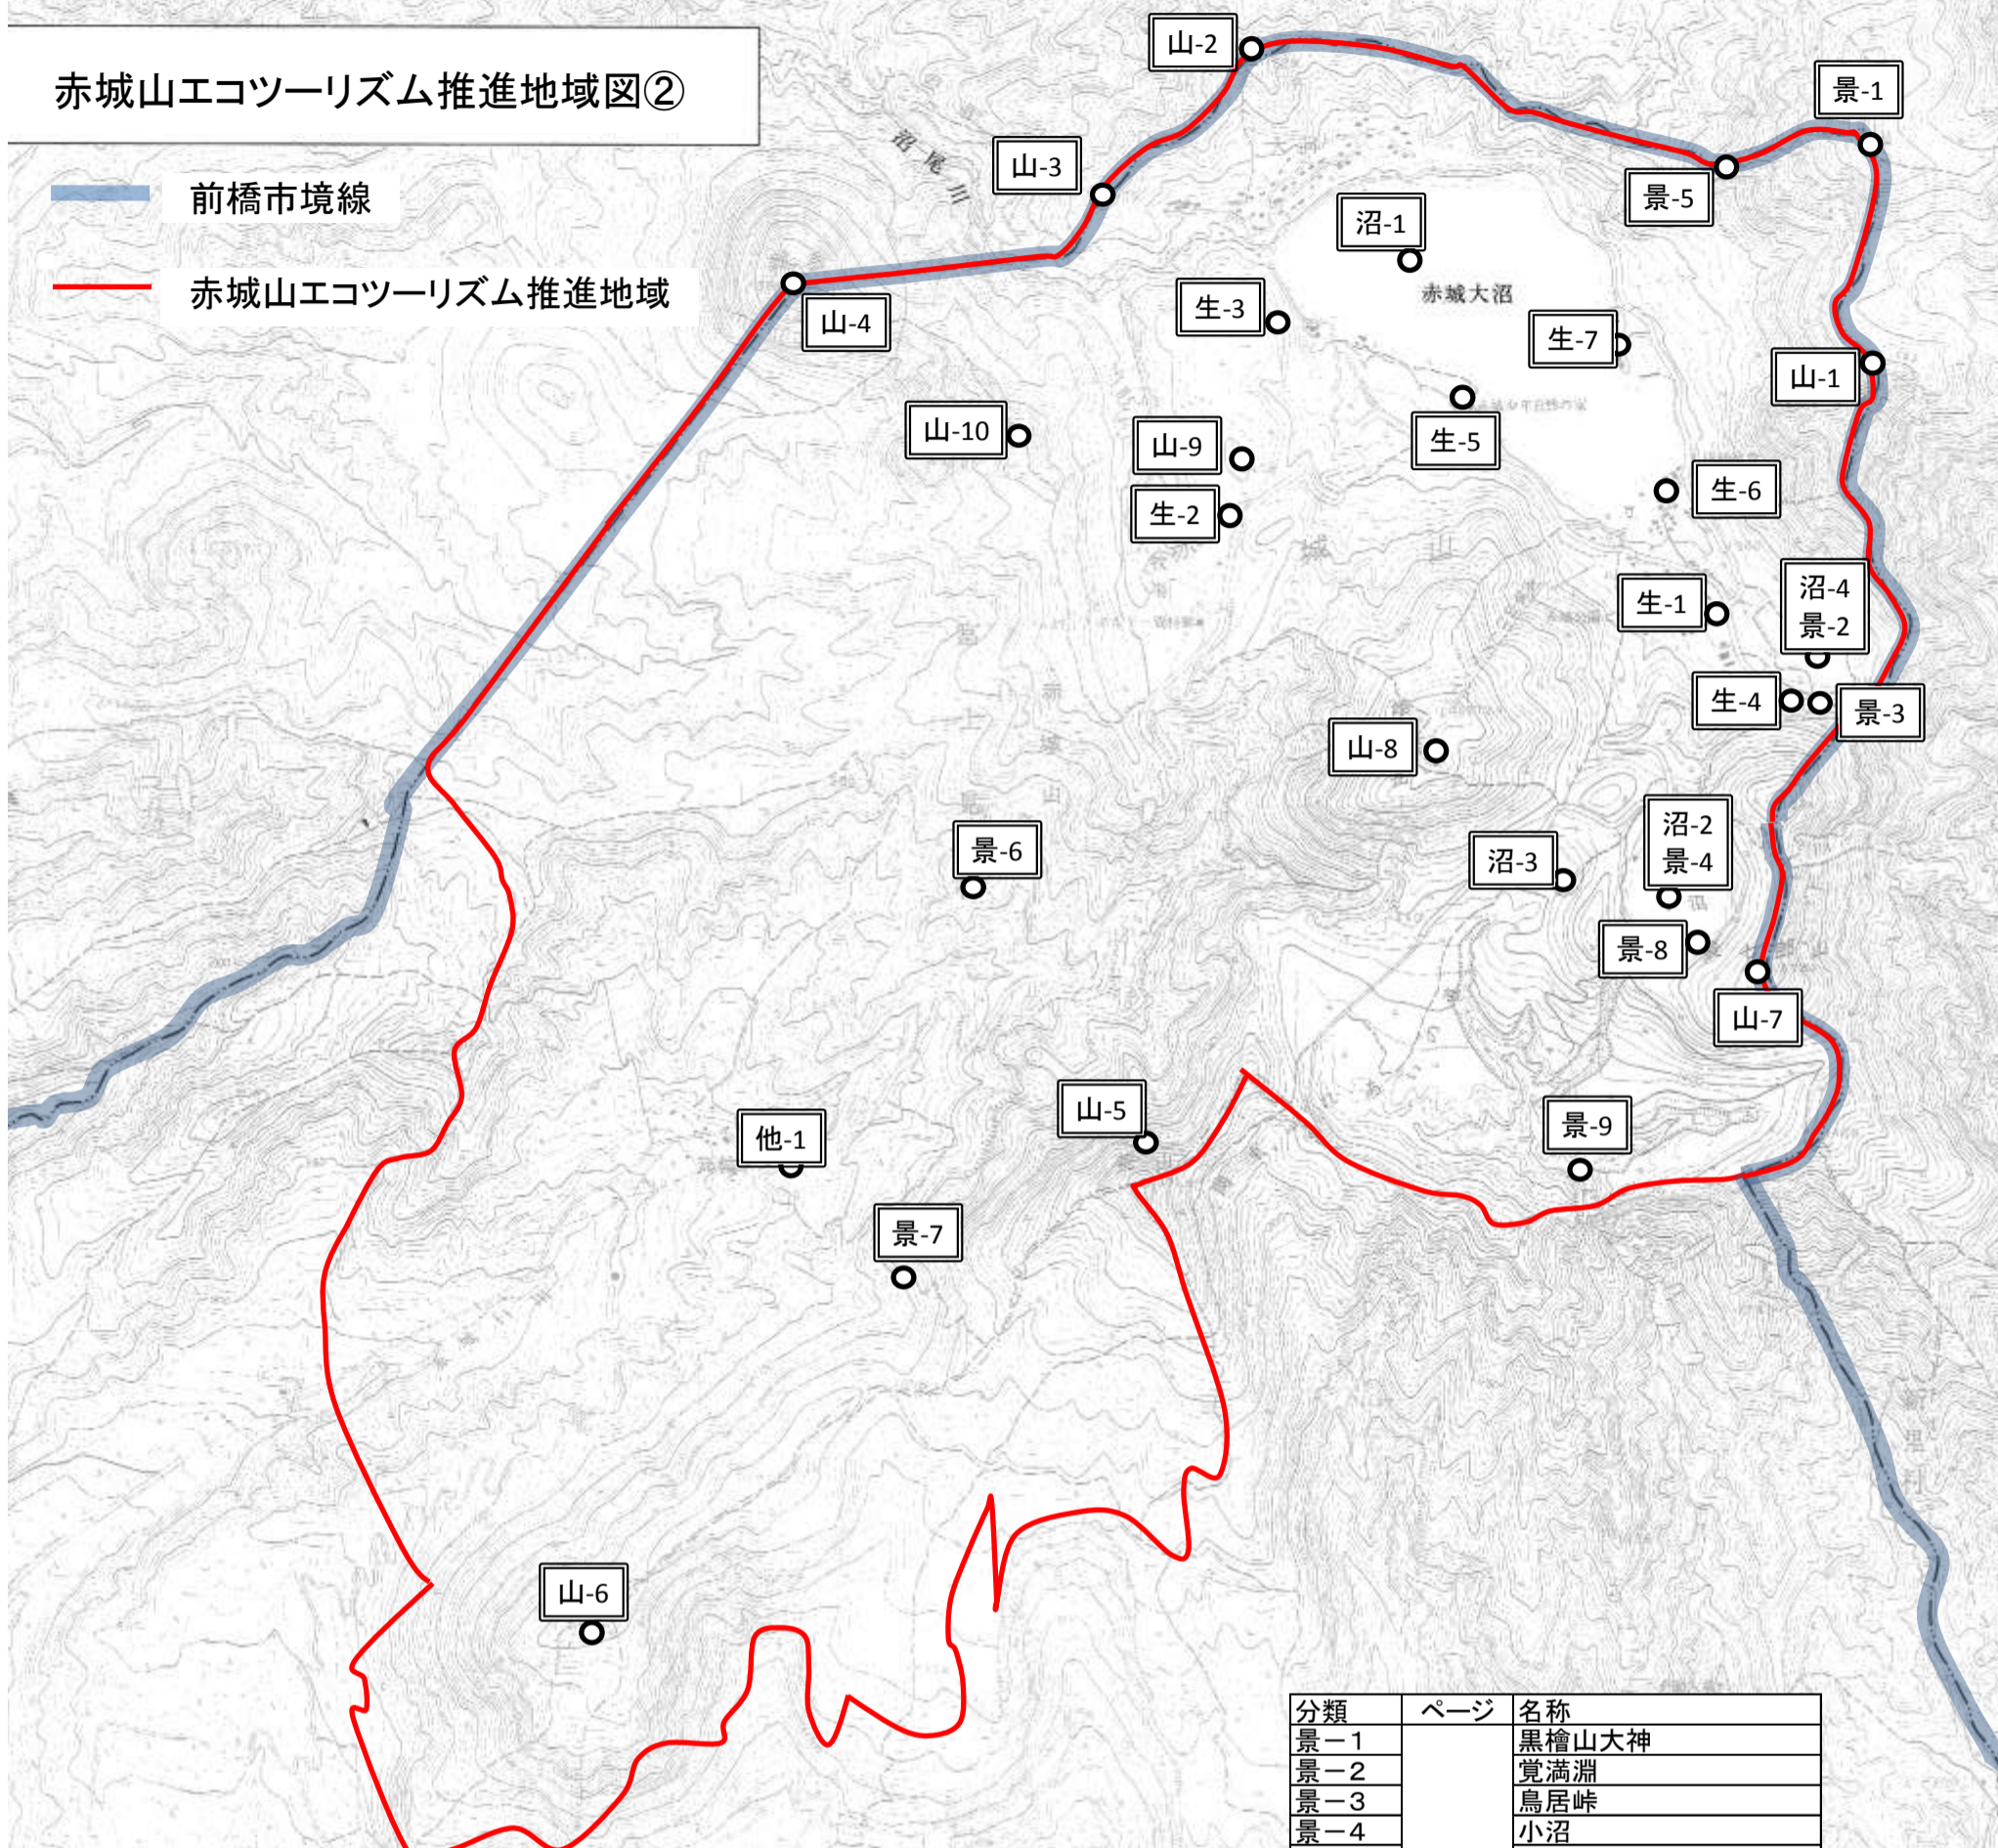 赤城山エコツーリズム推進地域図②
前橋市境線
赤城山エコツーリズム推進地域
沼尾川
山-2
景-1
山-3
景-5
沼-1
赤城大沼
生-3
生-7
山-4
山-1
山-10
山-9
生-5
生-2
生-6
城 山
生-1
沼-4
景-2
生-4
景-3
山-8
景-6
沼-3
沼-2
景-4
景-8
山-7
山-5
景-9
他-1
景-7
山-6
分類 ページ 名称
景－1 黒檜山大神
景－2 覚満淵
景－3 鳥居峠
景－4 小沼